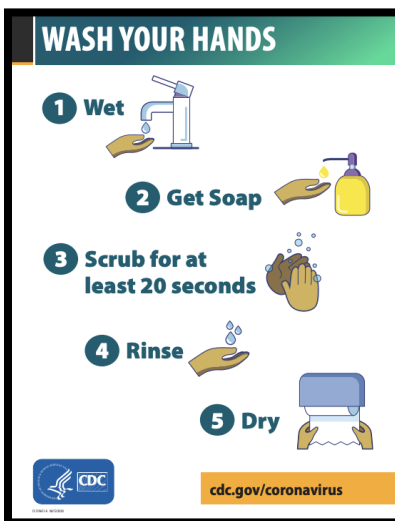 WASH YOUR HANDS
1 Wet
2 Get Soap
3 Scrub for at
least 20 seconds
4 Rinse
5 Dry
CDC
cdc.gov/coronavirus